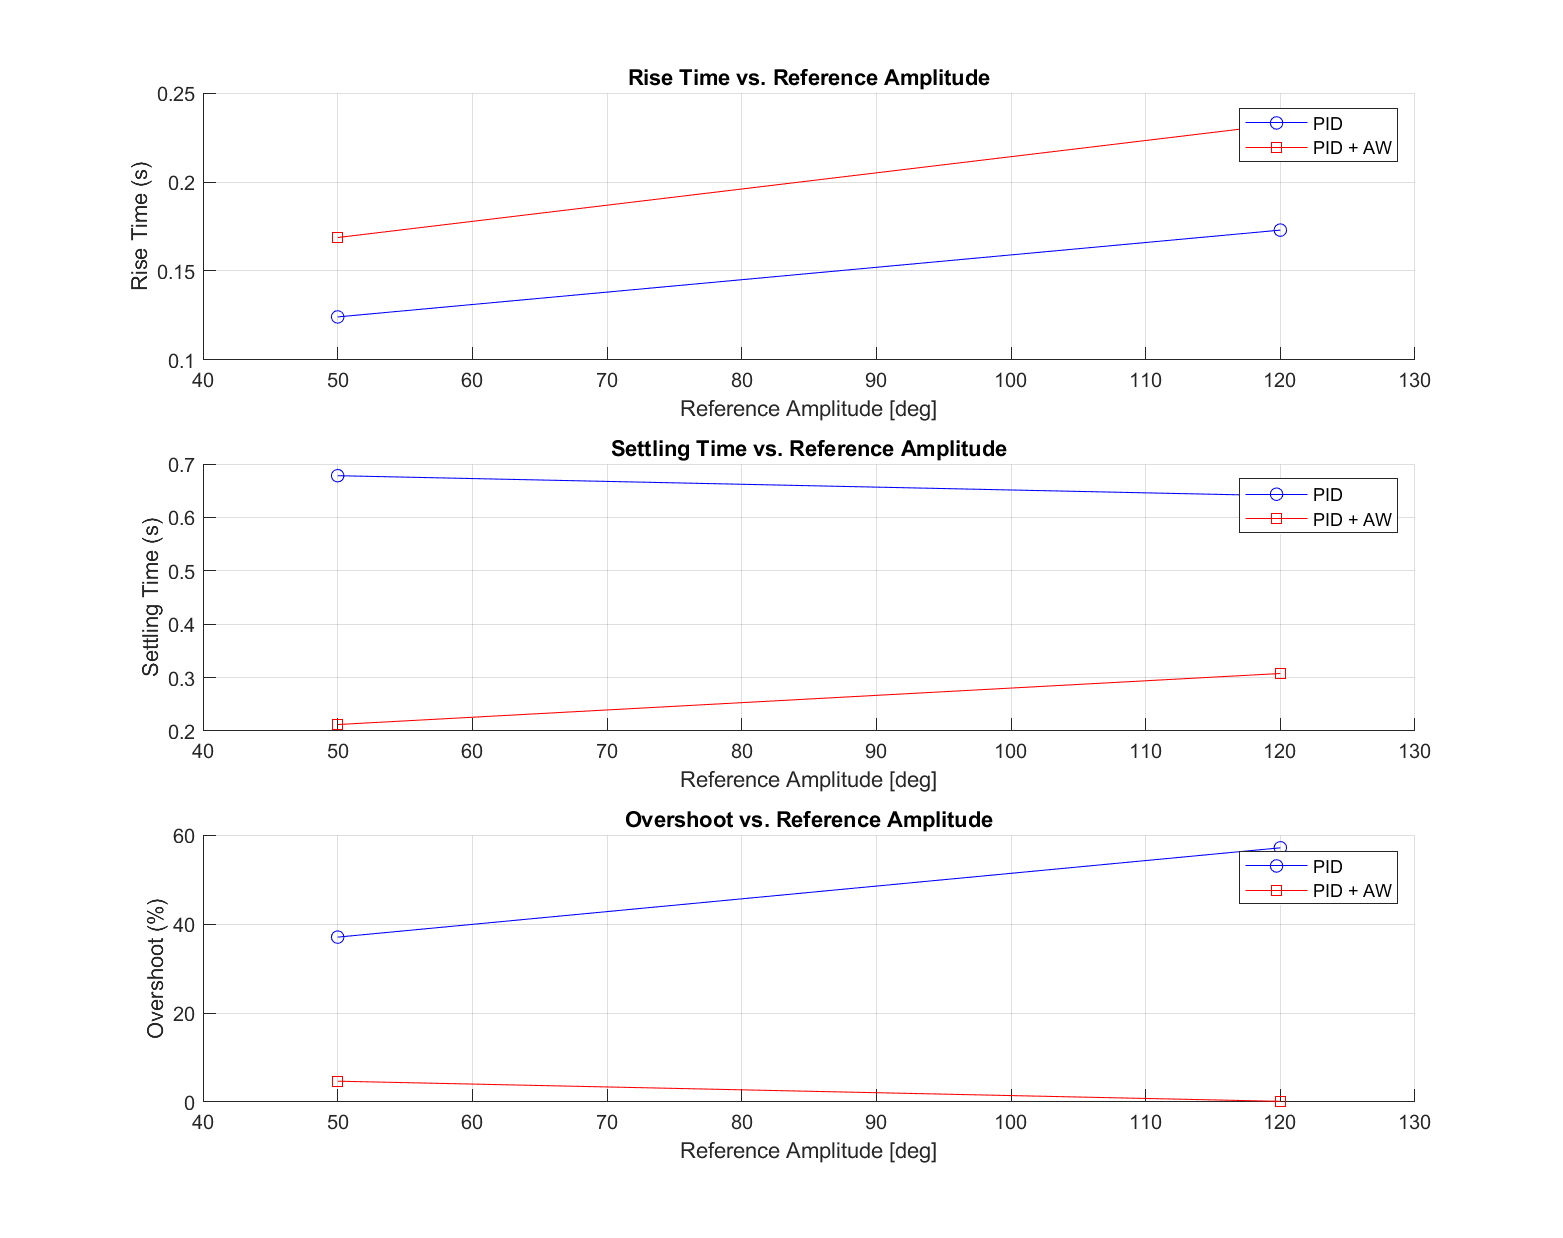 Rise Time vs. Reference Amplitude
0.25
0.2
0.15
0.1
Rise Time (s)
PID
PID + AW
40 50 60 70 80 90 100 110 120 130
Reference Amplitude [deg]
Settling Time vs. Reference Amplitude
0.7
0.6
0.5
0.4
0.3
0.2
Settling Time (s)
PID
PID + AW
40 50 60 70 80 90 100 110 120 130
Reference Amplitude [deg]
Overshoot vs. Reference Amplitude
60
40
20
0
Overshoot (%)
PID
PID + AW
40 50 60 70 80 90 100 110 120 130
Reference Amplitude [deg]